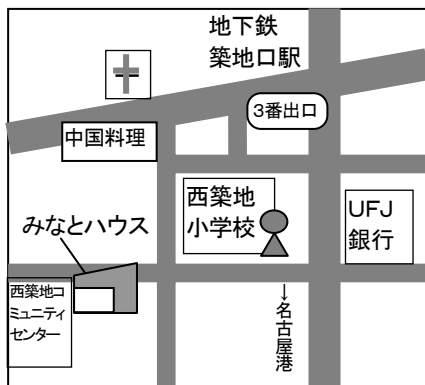 地下鉄
築地口駅
3番出口
中国料理
西築地
小学校
UFJ
銀行
みなとハウス
西築地コ
ミュニティ
センター
↓名古屋港